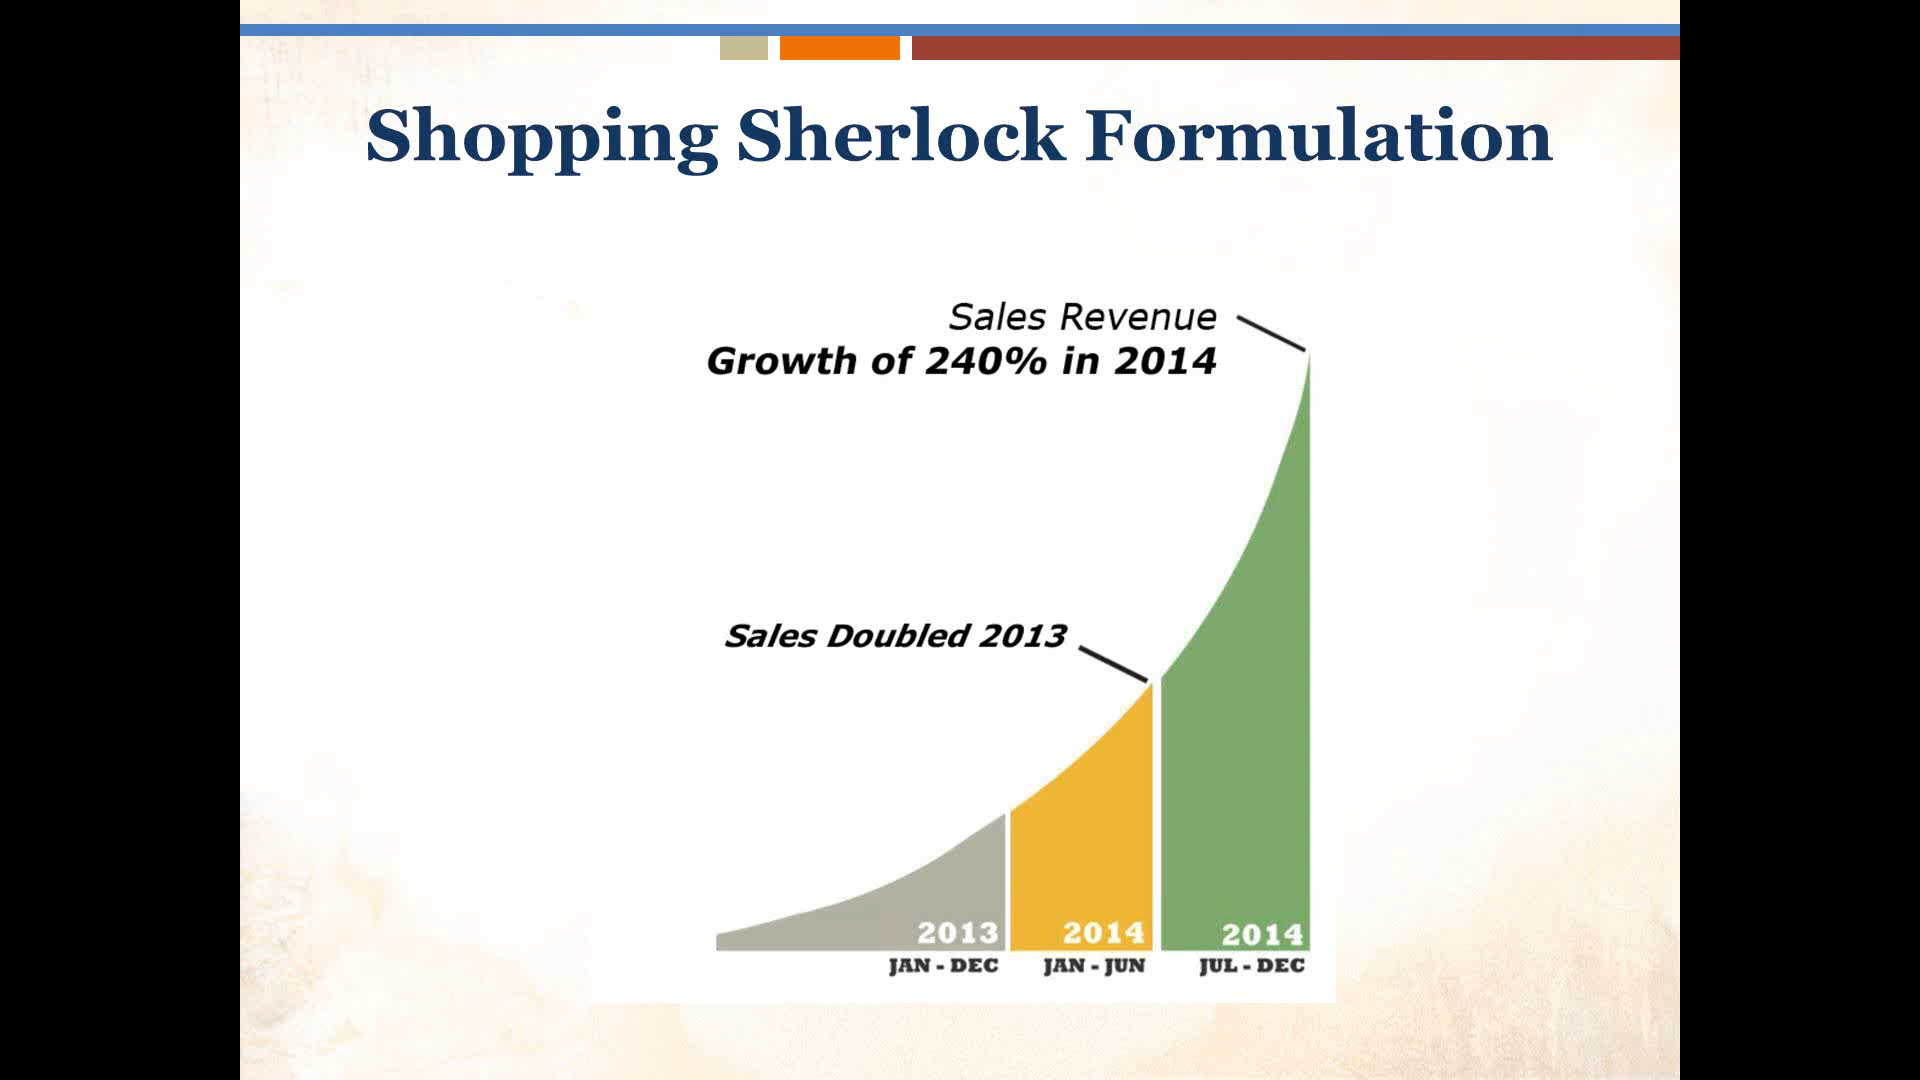 Shopping Sherlock Formulation
Sales Revenue
Growth of 240% in 2014
Sales Doubled 2013
2013
2014
2014
JAN - DEC
JAN - JUN
JUL - DEC